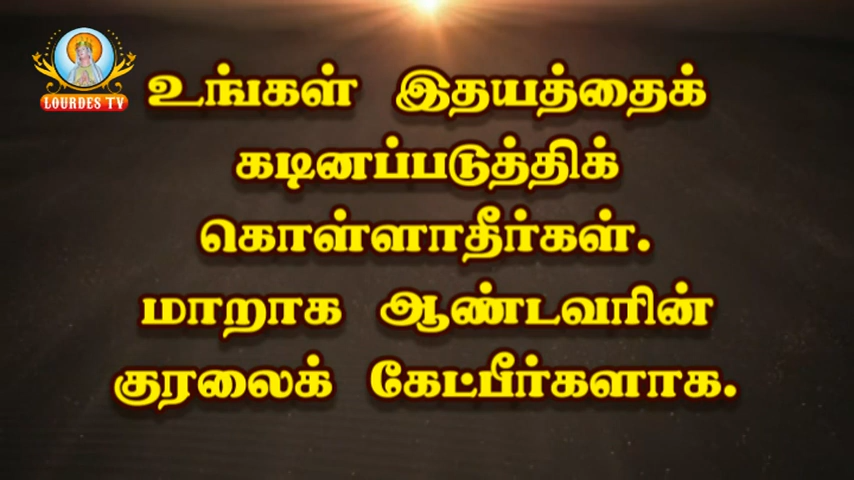 LOURDES TV
உங்கள் இதயத்தைக்
கடினப்படுத்திக்
கொள்ளாதீர்கள்.
மாறாக ஆண்டவரின்
குரலைக் கேட்பீர்களாக.